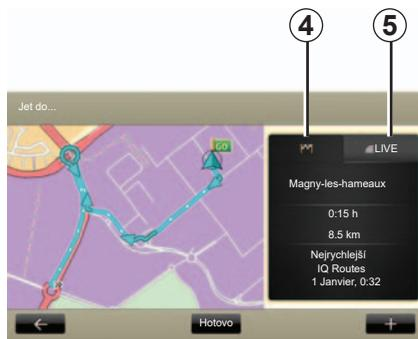 4
5
Jet do...
GO
LIVE
Magny-les-hameaux
0:15 h
8.5 km
Nejrychlejší
IQ Routes
1 Janvier, 0:32
Hotovo